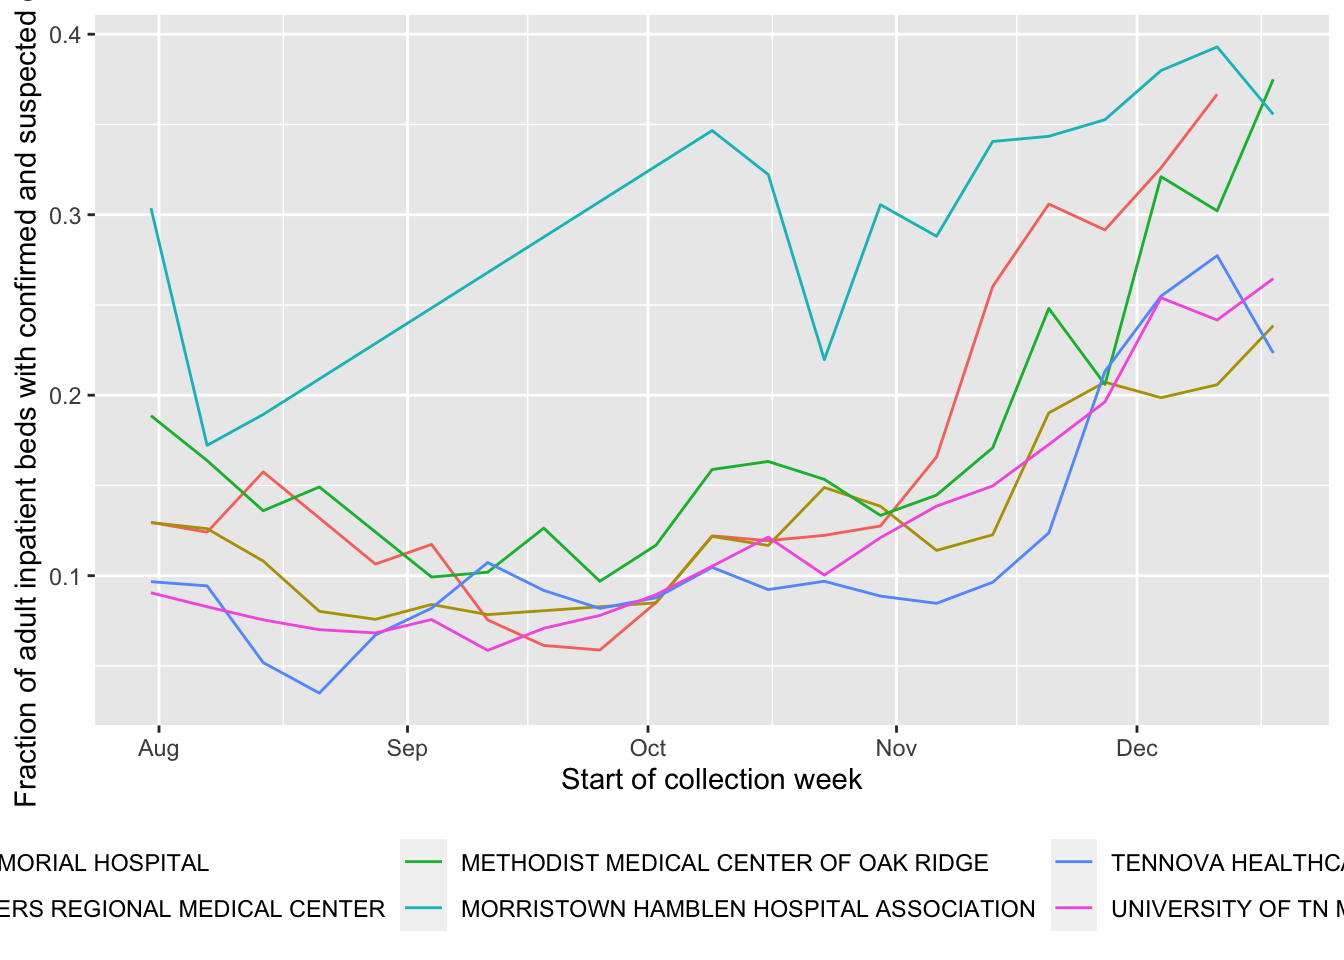 Fraction of adult inpatient beds with confirmed and suspected
0.4
0.3
0.2
0.1
Aug Sep Oct Nov Dec
Start of collection week
MORIAL HOSPITAL METHODIST MEDICAL CENTER OF OAK RIDGE TENNOVA HEALTHCA
ERS REGIONAL MEDICAL CENTER MORRISTOWN HAMBLEN HOSPITAL ASSOCIATION UNIVERSITY OF TN M